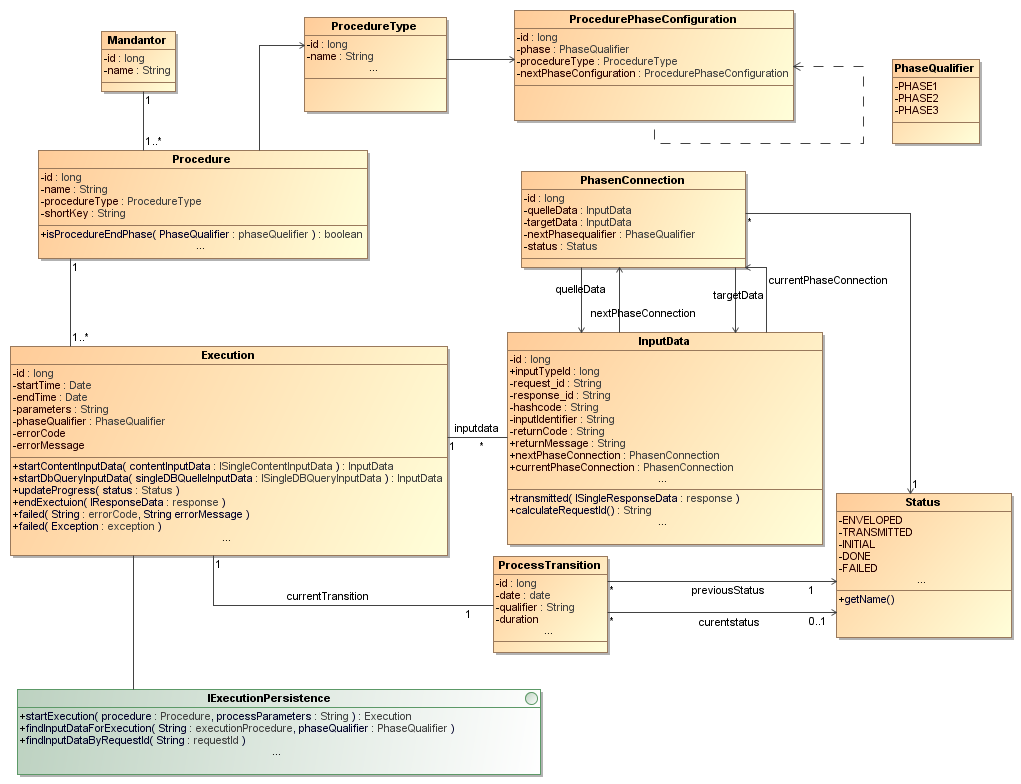 Mandantor
-id : long
-name : String
1
1..*
ProcedureType
-id : long
-name : String
...
ProcedurePhaseConfiguration
-id : long
-phase : PhaseQualifier
-procedureType : ProcedureType
-nextPhaseConfiguration : ProcedurePhaseConfiguration
PhaseQualifier
-PHASE1
-PHASE2
-PHASE3
Procedure
-id : long
-name : String
-procedureType : ProcedureType
-shortKey : String
+isProcedureEndPhase( PhaseQualifier : phaseQuelifier ) : boolean
...
1
1..*
PhasenConnection
-id : long
-quelleData : InputData
-targetData : InputData
-nextPhasequalifier : PhaseQualifier
-status : Status
*
1
quelleData
nextPhaseConnection
targetData
currentPhaseConnection
Execution
-id : long
-startTime : Date
-endTime : Date
-parameters : String
-phaseQualifier : PhaseQualifier
-errorCode
-errorMessage
+startContentInputData( contentInputData : ISingleContentInputData ) : InputData
+startDbQueryInputData( singleDBQuelleInputData : ISingleDBQueryInputData ) : InputData
+updateProgress( status : Status )
+endExectuion( IResponseData : response )
+failed( String : errorCode, String errorMessage )
+failed( Exception : exception )
...
inputdata
1
*
InputData
-id : long
+inputTypeId : long
-request_id : String
-response_id : String
-hashcode : String
-inputIdentifier : String
-returnCode : String
+returnMessage : String
+nextPhaseConnection : PhasenConnection
+currentPhaseConnection : PhasenConnection
...
+transmitted( ISingleResponseData : response )
+calculateRequestId() : String
...
Status
-ENVELOPED
-TRANSMITTED
-INITIAL
-DONE
-FAILED
...
+getName()
ProcessTransition
-id : long
-date : date
-qualifier : String
-duration
...
1
currentTransition
1
*
previousStatus
1
*
curentstatus
0..1
IExecutionPersistence
+startExecution( procedure : Procedure, processParameters : String ) : Execution
+findInputDataForExecution( String : executionProcedure, phaseQualifier : PhaseQualifier )
+findInputDataByRequestId( String : requestId )
...